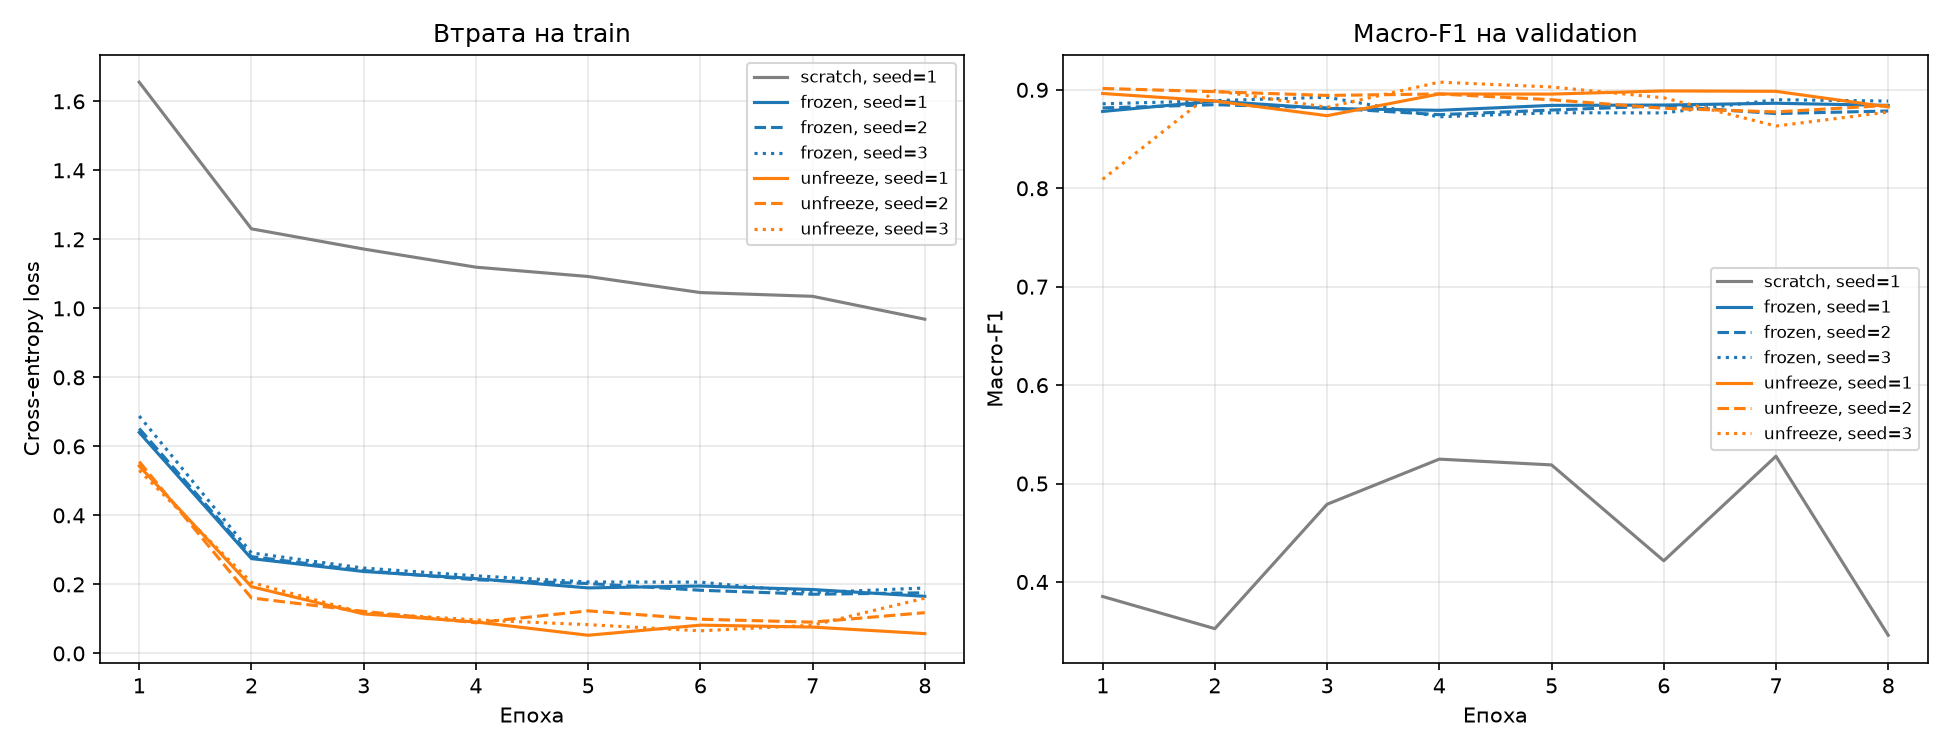 Втрата на train
Cross-entropy loss
1.6
1.4
1.2
1.0
0.8
0.6
0.4
0.2
0.0
scratch, seed=1
frozen, seed=1
frozen, seed=2
frozen, seed=3
unfreeze, seed=1
unfreeze, seed=2
unfreeze, seed=3
1 2 3 4 5 6 7 8
Епоха
Macro-F1 на validation
Macro-F1
0.9
0.8
0.7
0.6
0.5
0.4
scratch, seed=1
frozen, seed=1
frozen, seed=2
frozen, seed=3
unfreeze, seed=1
unfreeze, seed=2
unfreeze, seed=3
1 2 3 4 5 6 7 8
Епоха